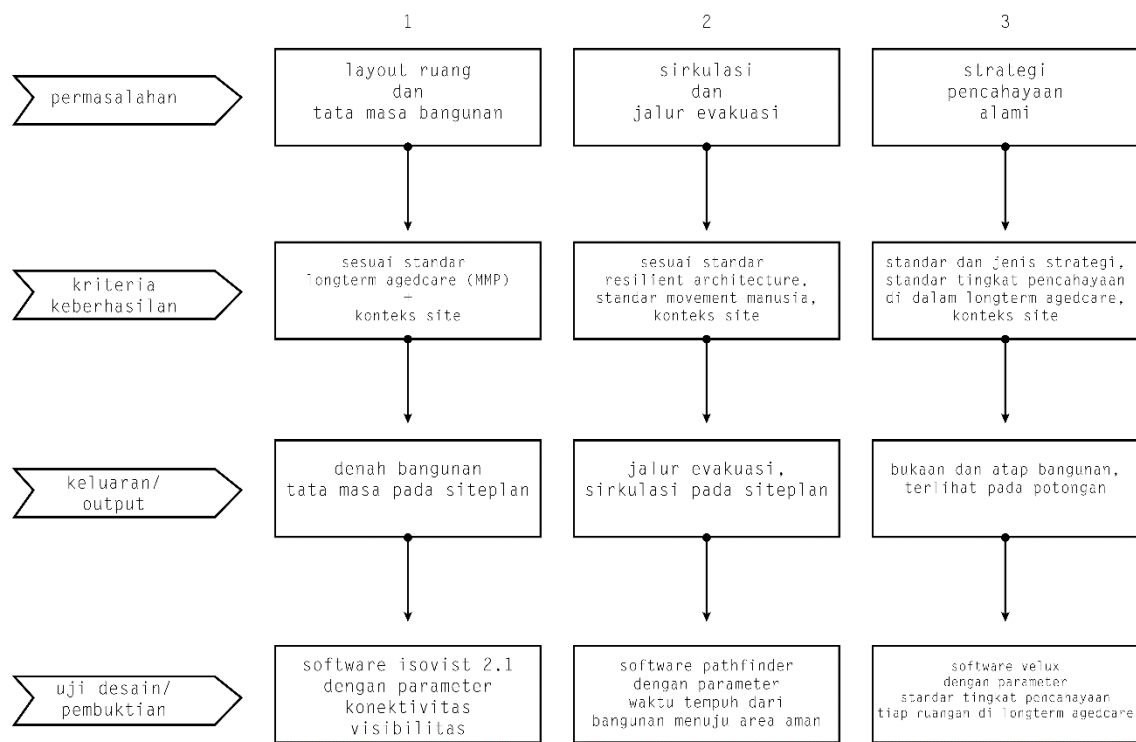 1
2
3
permasalahan
layout ruang
dan
tata masa bangunan
sirkulasi
dan
jalur evakuasi
strategi
pencahayaan
alami
kriteria
keberhasilan
sesuai standar
longterm agedcare (MMP)
+
konteks site
sesuai standar
resilient architecture,
standar movement manusia,
konteks site
standar dan jenis strategi,
standar tingkat pencahayaan
di dalam longterm agedcare,
konteks site
keluaran/
output
denah bangunan
tata masa pada siteplan
jalur evakuasi,
sirkulasi pada siteplan
bukaan dan atap bangunan,
terlihat pada potongan
uji desain/
pembuktian
software isovist 2.1
dengan parameter
konektivitas
visibilitas
software pathfinder
dengan parameter
waktu tempuh dari
bangunan menuju area aman
software velux
dengan parameter
standar tingkat pencahayaan
tiap ruangan di longterm agedcare